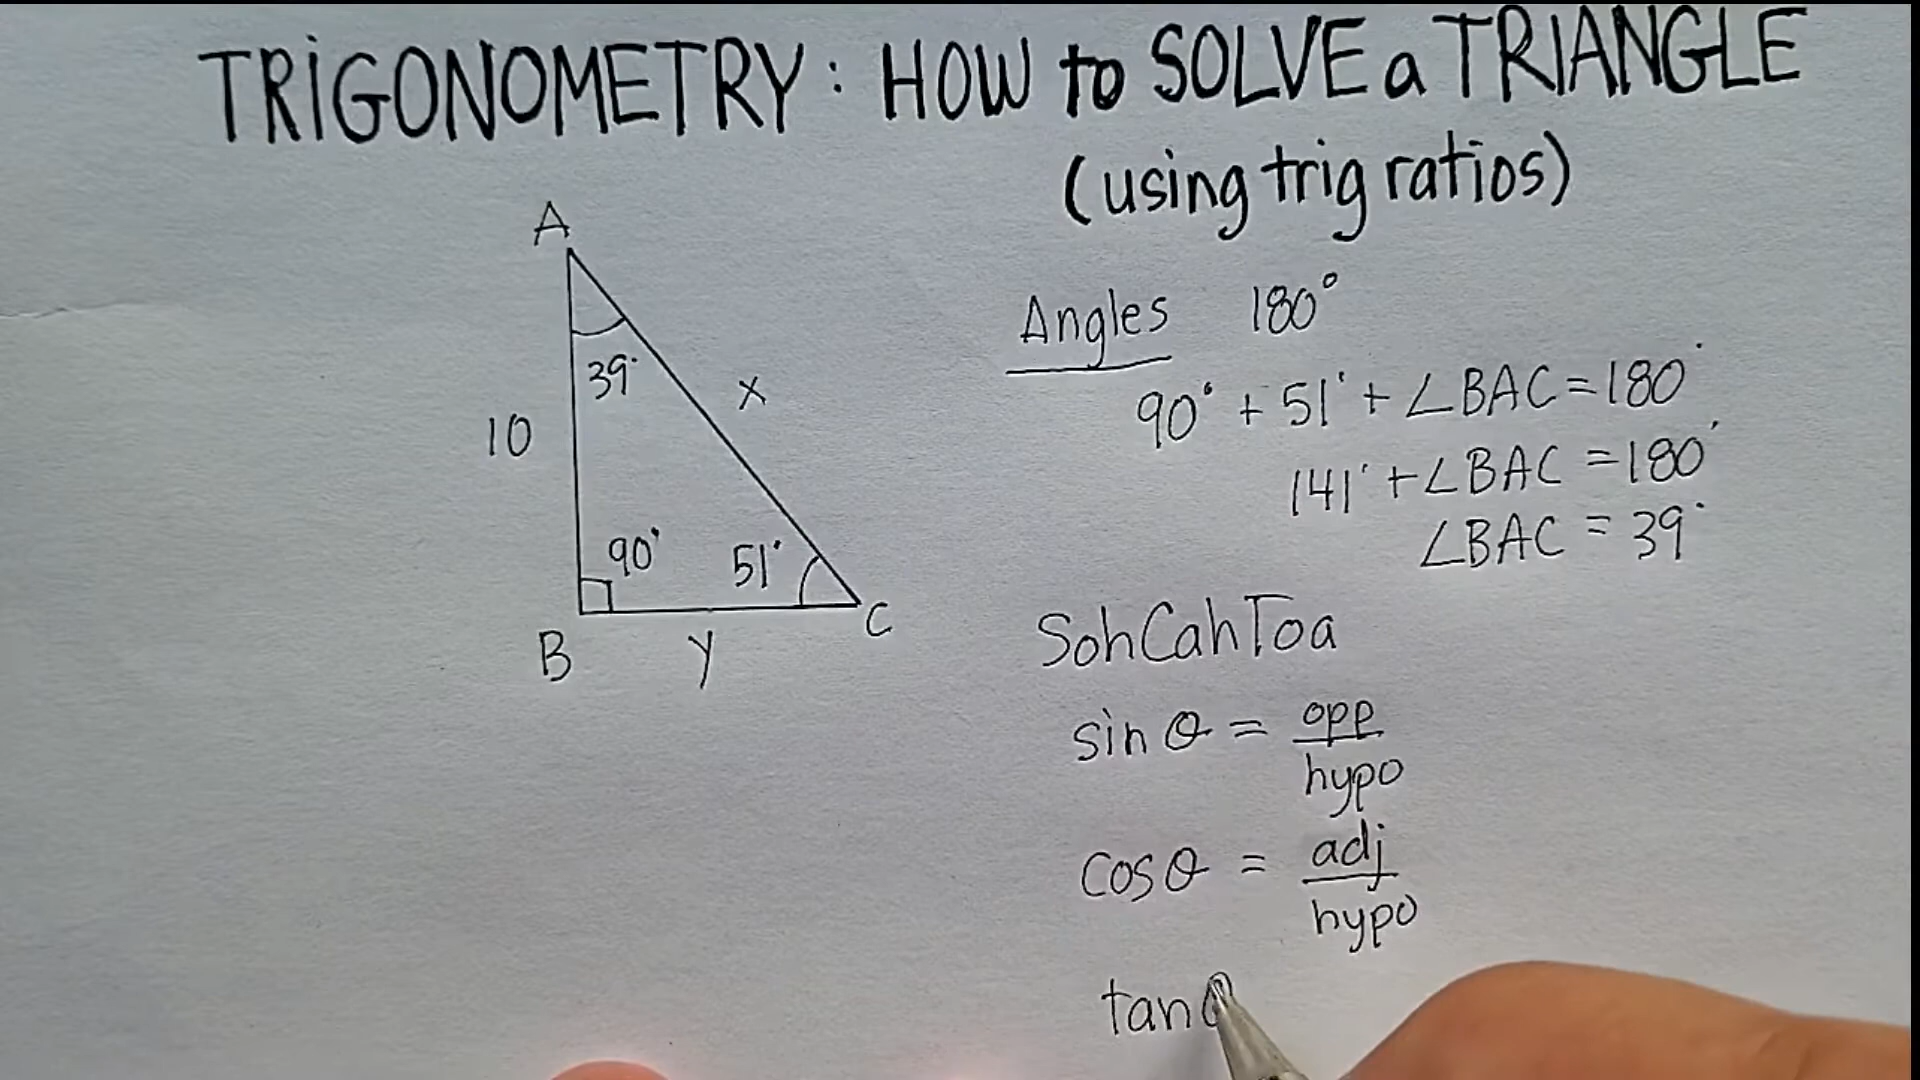 TRIGONOMETRY: HOW to SOLVE a TRIANGLE
(using trig ratios)
A
39°
x
10
90°
51°
B
y
C
Angles 180°
90° + 51° + ∠BAC = 180°
141° + ∠BAC = 180°
∠BAC = 39°
SohCahToa
sin θ = opp/hypo
cos θ = adj/hypo
tan